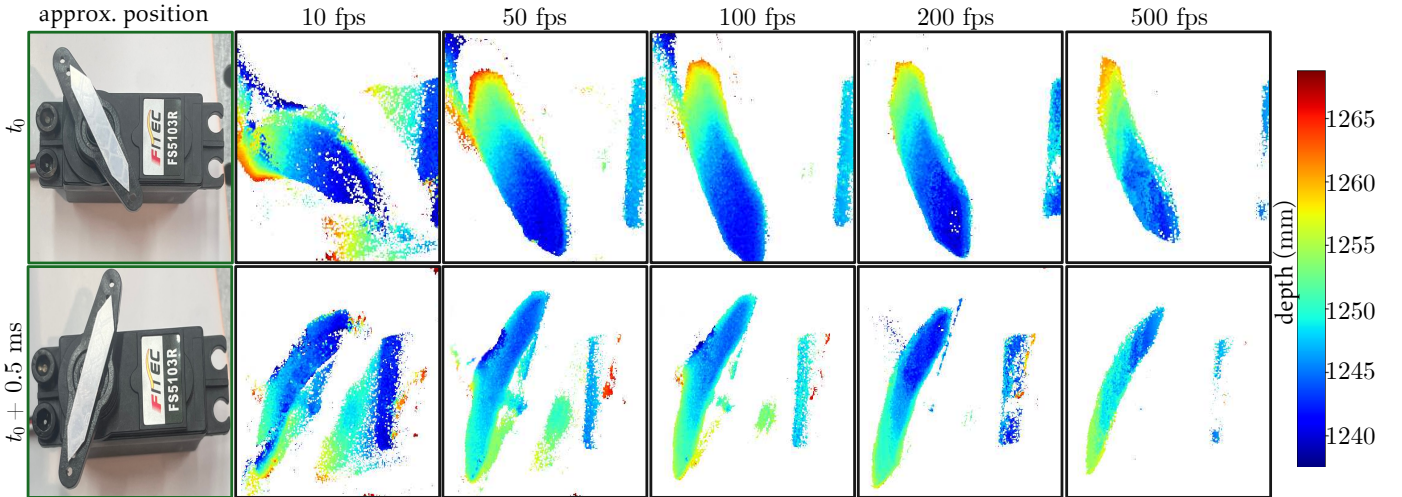 approx. position 10 fps 50 fps 100 fps 200 fps 500 fps
t₀
FITEC
FS5103R
t₀ + 0.5 ms
FITEC
FS5103R
depth (mm)
1265
1260
1255
1250
1245
1240